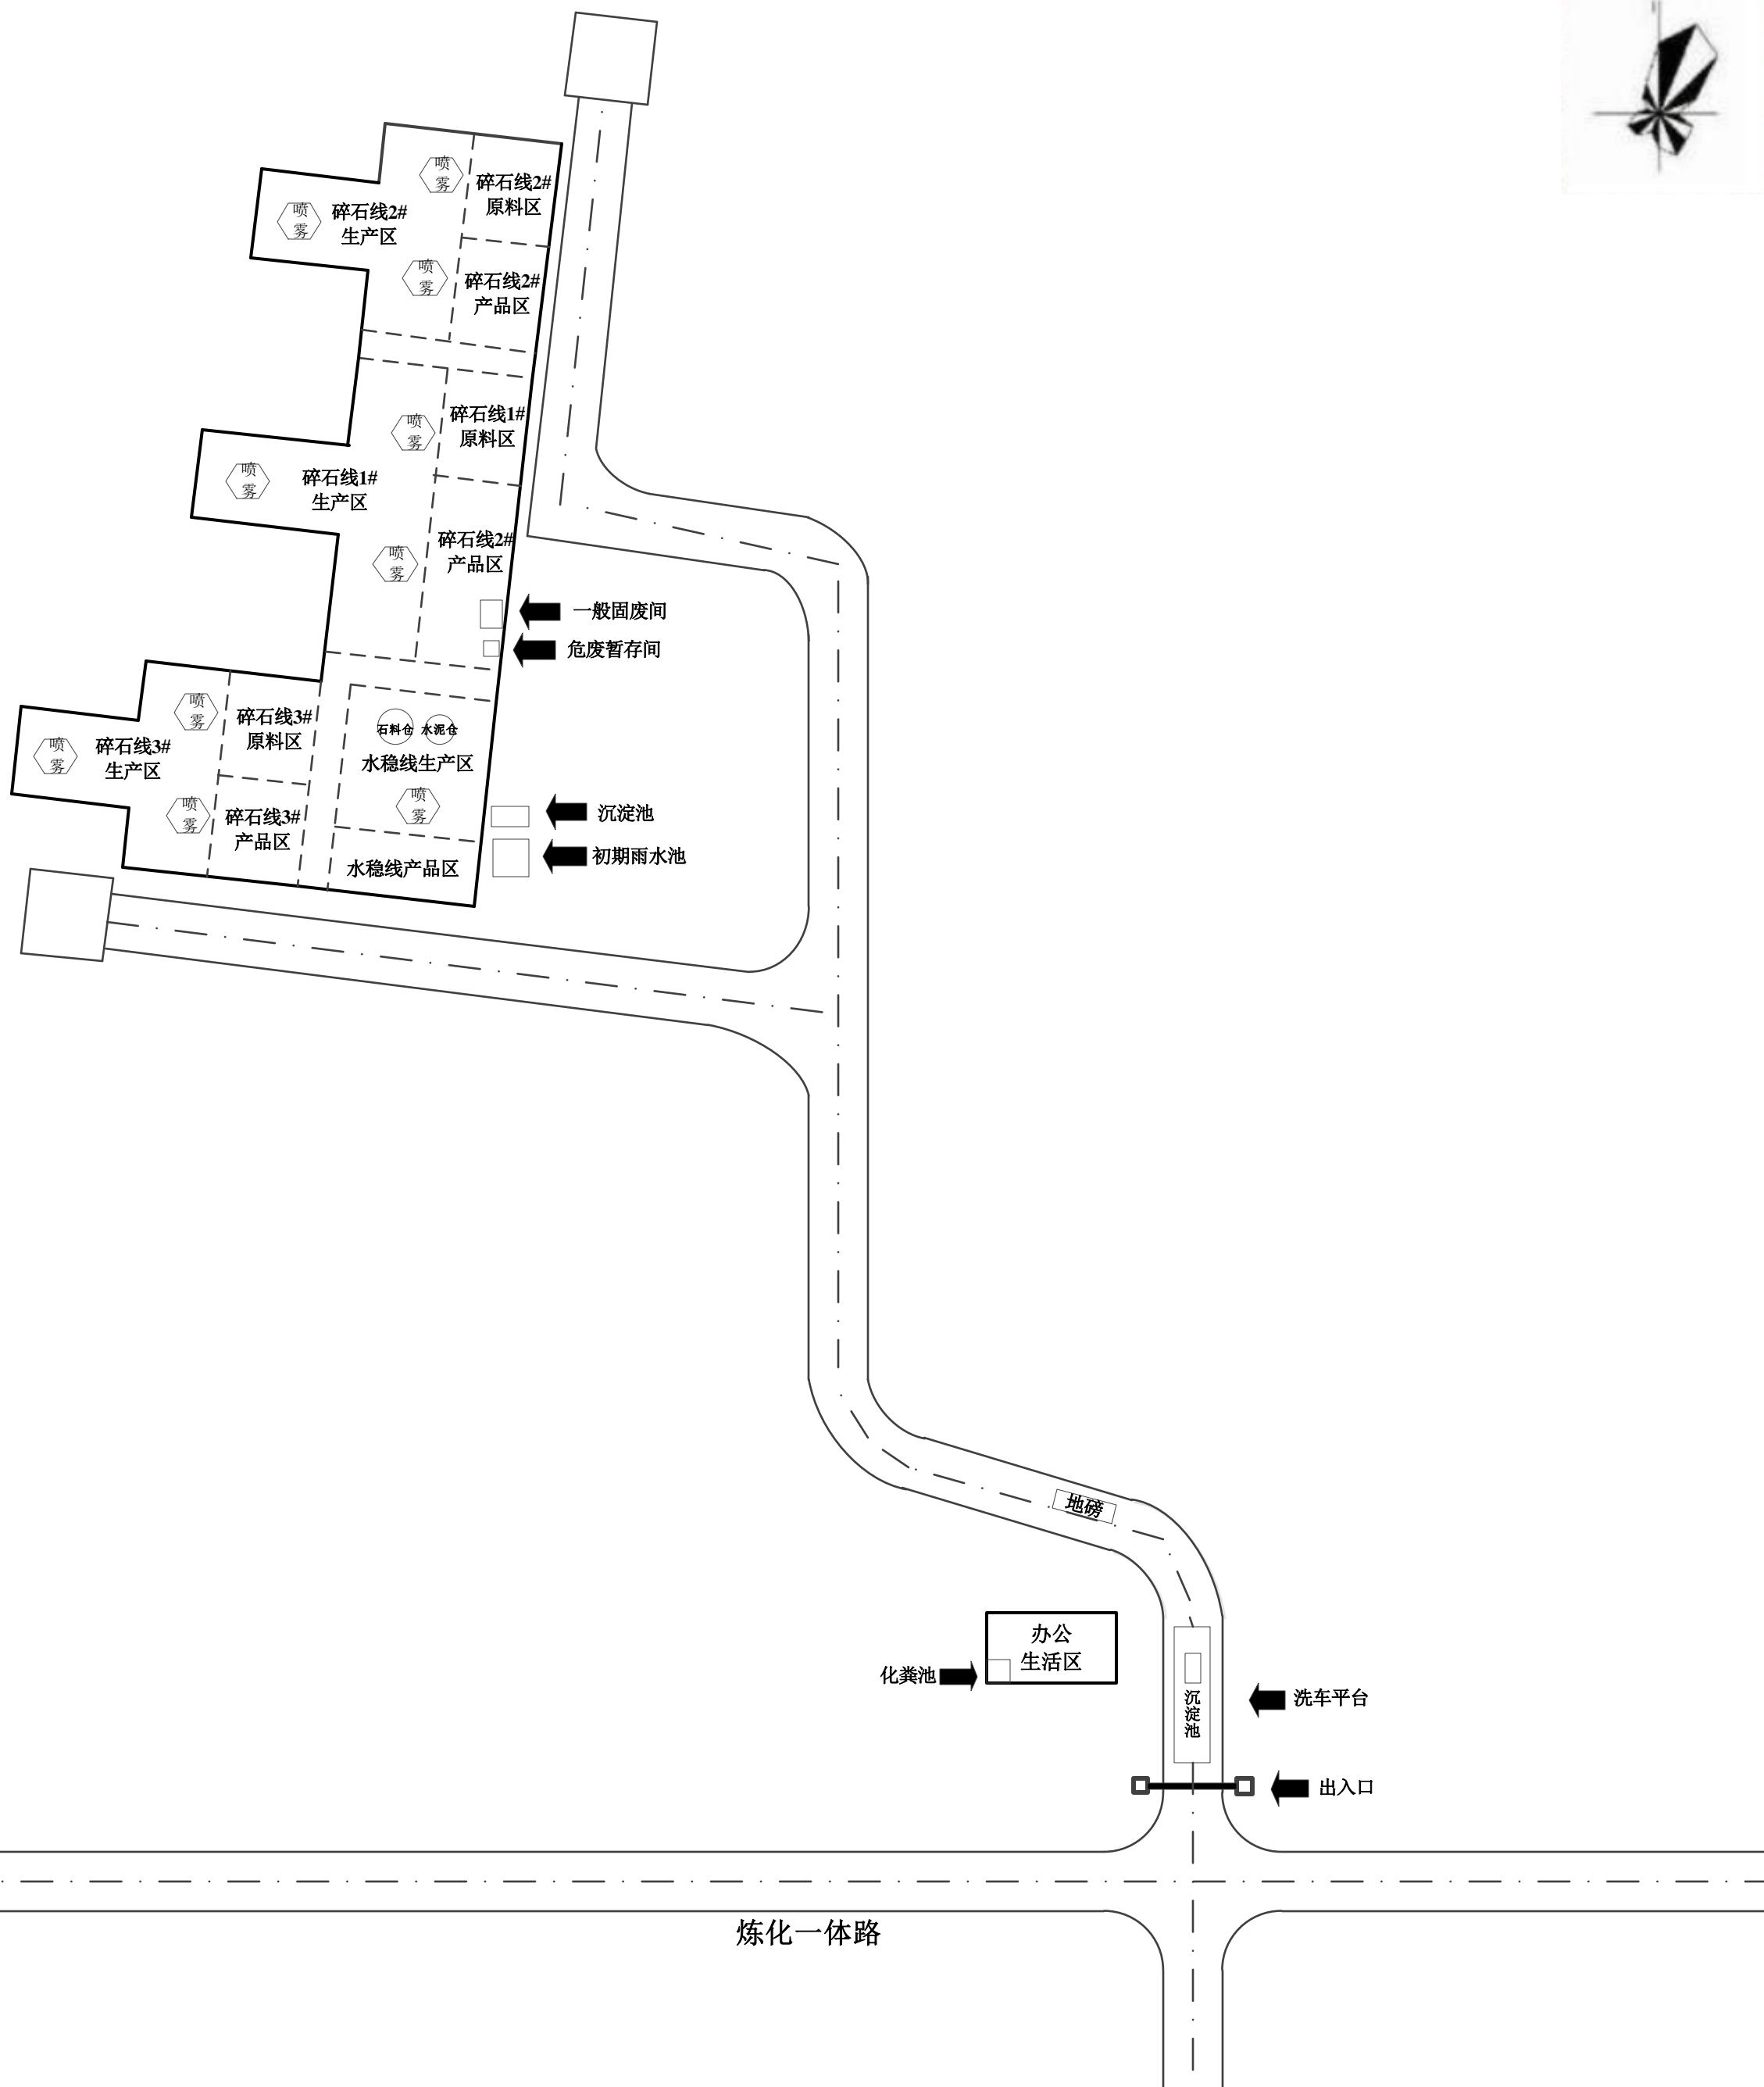 喷
雾
碎石线2#
原料区
喷
雾
碎石线2#
生产区
喷
雾
碎石线2#
产品区
喷
雾
碎石线1#
原料区
喷
雾
碎石线1#
生产区
喷
雾
碎石线2#
产品区
一般固废间
危废暂存间
喷
雾
碎石线3#
原料区
石料仓
水泥仓
喷
雾
碎石线3#
生产区
水稳线生产区
喷
雾
碎石线3#
产品区
喷
雾
沉淀池
初期雨水池
水稳线产品区
地磅
办公
生活区
化粪池
沉淀池
洗车平台
出入口
炼化一体路